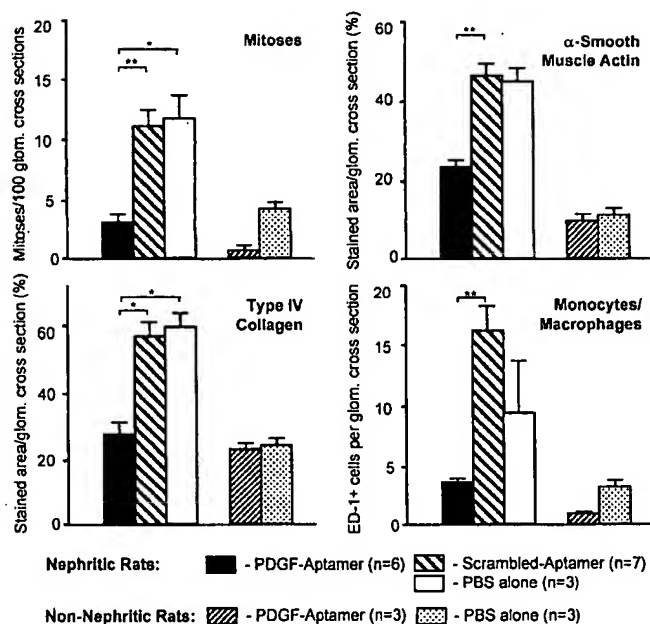 Mitoses
Mitoses/100 glom. cross sections
20
15
10
5
0
*
**
α-Smooth
Muscle Actin
Stained area/glom. cross section (%)
60
40
20
0
**
Type IV
Collagen
Stained area/glom. cross section (%)
60
40
20
0
*
*
Monocytes/
Macrophages
ED-1+ cells per glom. cross section
20
15
10
5
0
**
Nephritic Rats: - PDGF-Aptamer (n=6) - Scrambled-Aptamer (n=7)
- PBS alone (n=3)
Non-Nephritic Rats: - PDGF-Aptamer (n=3) - PBS alone (n=3)